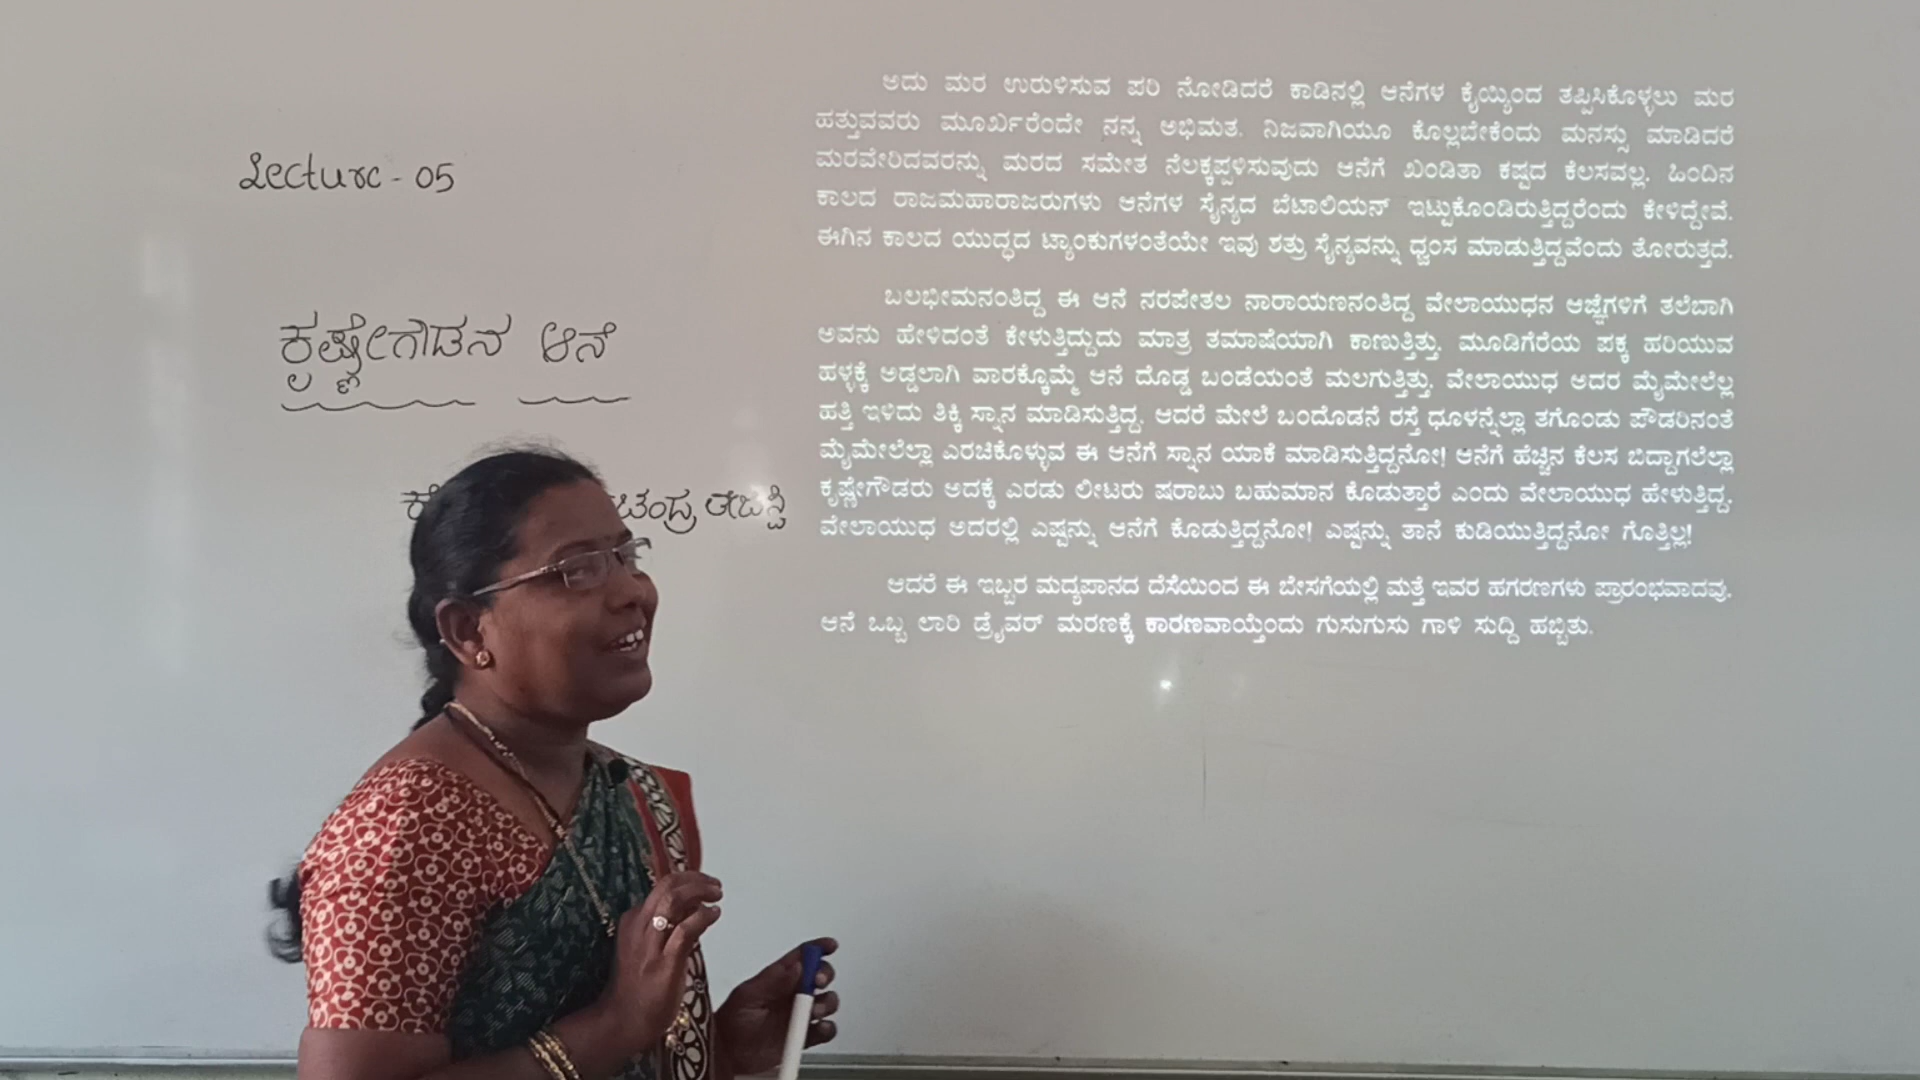 Lecture - 05
ಕೃಷ್ಣೇಗೌಡನ ಆನೆ
ತೇಜಸ್ವಿ
ಅದು ಮರ ಉರುಳಿಸುವ ಪರಿ ನೋಡಿದರೆ ಕಾಡಿನಲ್ಲಿ ಆನೆಗಳ ಕೈಯ್ಯಿಂದ ತಪ್ಪಿಸಿಕೊಳ್ಳಲು ಮರ
ಹತ್ತುವವರು ಮೂರ್ಖರೆಂದೇ ನನ್ನ ಅಭಿಮತ. ನಿಜವಾಗಿಯೂ ಕೊಲ್ಲಬೇಕೆಂದು ಮನಸ್ಸು ಮಾಡಿದರೆ
ಮರವೇರಿದವರನ್ನು ಮರದ ಸಮೇತ ನೆಲಕ್ಕಪ್ಪಳಿಸುವುದು ಆನೆಗೆ ಖಂಡಿತಾ ಕಷ್ಟದ ಕೆಲಸವಲ್ಲ. ಹಿಂದಿನ
ಕಾಲದ ರಾಜಮಹಾರಾಜರುಗಳು ಆನೆಗಳ ಸೈನ್ಯದ ಬೆಟಾಲಿಯನ್ ಇಟ್ಟುಕೊಂಡಿರುತ್ತಿದ್ದರೆಂದು ಕೇಳಿದ್ದೇವೆ.
ಈಗಿನ ಕಾಲದ ಯುದ್ಧದ ಟ್ಯಾಂಕುಗಳಂತೆಯೇ ಇವು ಶತ್ರು ಸೈನ್ಯವನ್ನು ಧ್ವಂಸ ಮಾಡುತ್ತಿದ್ದವೆಂದು ತೋರುತ್ತದೆ.
ಬಲಭೀಮನಂತಿದ್ದ ಈ ಆನೆ ನರಪೇತಲ ನಾರಾಯಣನಂತಿದ್ದ ವೇಲಾಯುಧನ ಆಜ್ಞೆಗಳಿಗೆ ತಲೆಬಾಗಿ
ಅವನು ಹೇಳಿದಂತೆ ಕೇಳುತ್ತಿದ್ದುದು ಮಾತ್ರ ತಮಾಷೆಯಾಗಿ ಕಾಣುತ್ತಿತ್ತು. ಮೂಡಿಗೆರೆಯ ಪಕ್ಕ ಹರಿಯುವ
ಹಳ್ಳಕ್ಕೆ ಅಡ್ಡಲಾಗಿ ವಾರಕ್ಕೊಮ್ಮೆ ಆನೆ ದೊಡ್ಡ ಬಂಡೆಯಂತೆ ಮಲಗುತ್ತಿತ್ತು. ವೇಲಾಯುಧ ಅದರ ಮೈಮೇಲೆಲ್ಲ
ಹತ್ತಿ ಇಳಿದು ತಿಕ್ಕಿ ಸ್ನಾನ ಮಾಡಿಸುತ್ತಿದ್ದ. ಆದರೆ ಮೇಲೆ ಬಂದೊಡನೆ ರಸ್ತೆ ಧೂಳನ್ನೆಲ್ಲಾ ತಗೊಂಡು ಪೌಡರಿನಂತೆ
ಮೈಮೇಲೆಲ್ಲಾ ಎರಚಿಕೊಳ್ಳುವ ಈ ಆನೆಗೆ ಸ್ನಾನ ಯಾಕೆ ಮಾಡಿಸುತ್ತಿದ್ದನೋ! ಆನೆಗೆ ಹೆಚ್ಚಿನ ಕೆಲಸ ಬಿದ್ದಾಗಲೆಲ್ಲಾ
ಕೃಷ್ಣೇಗೌಡರು ಅದಕ್ಕೆ ಎರಡು ಲೀಟರು ಷರಾಬು ಬಹುಮಾನ ಕೊಡುತ್ತಾರೆ ಎಂದು ವೇಲಾಯುಧ ಹೇಳುತ್ತಿದ್ದ.
ವೇಲಾಯುಧ ಅದರಲ್ಲಿ ಎಷ್ಟನ್ನು ಆನೆಗೆ ಕೊಡುತ್ತಿದ್ದನೋ! ಎಷ್ಟನ್ನು ತಾನೆ ಕುಡಿಯುತ್ತಿದ್ದನೋ ಗೊತ್ತಿಲ್ಲ!
ಆದರೆ ಈ ಇಬ್ಬರ ಮದ್ಯಪಾನದ ದೆಸೆಯಿಂದ ಈ ಬೇಸಗೆಯಲ್ಲಿ ಮತ್ತೆ ಇವರ ಹಗರಣಗಳು ಪ್ರಾರಂಭವಾದವು.
ಆನೆ ಒಬ್ಬ ಲಾರಿ ಡ್ರೈವರ್ ಮರಣಕ್ಕೆ ಕಾರಣವಾಯ್ತೆಂದು ಗುಸುಗುಸು ಗಾಳಿ ಸುದ್ದಿ ಹಬ್ಬಿತು.